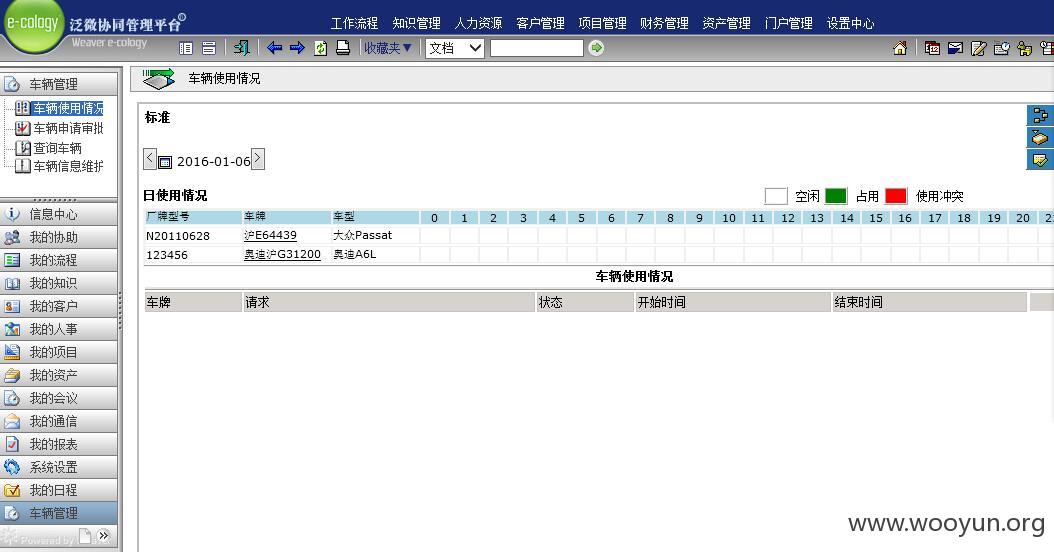 e-cology 泛微协同管理平台
Weaver e-cology
工作流程 知识管理 人力资源 客户管理 项目管理 财务管理 资产管理 门户管理 设置中心
收藏夹▼ 文档
车辆管理
车辆使用情况
车辆申请审批
查询车辆
车辆信息维护
信息中心
我的协助
我的流程
我的知识
我的客户
我的人事
我的项目
我的资产
我的会议
我的通信
我的报表
系统设置
我的日程
车辆管理
Powered by
车辆使用情况
标准
2016-01-06
日使用情况 空闲 占用 使用冲突
厂牌型号 车牌 车型 0 1 2 3 4 5 6 7 8 9 10 11 12 13 14 15 16 17 18 19 20
N20110628 沪E64439 大众Passat
123456 奥迪沪G31200 奥迪A6L
车辆使用情况
车牌 请求 状态 开始时间 结束时间
www.wooyun.org